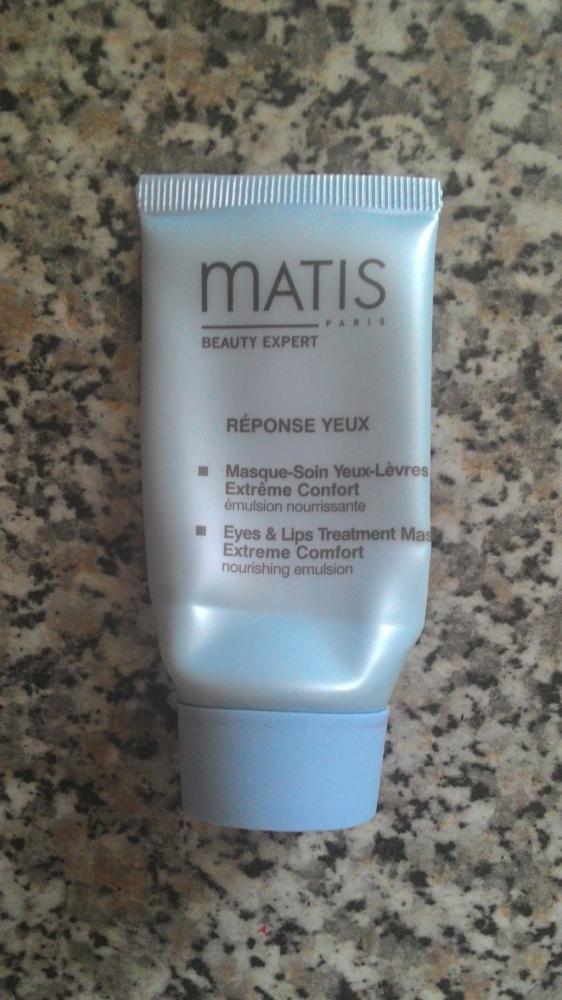 mATIS
PARIS
BEAUTY EXPERT
RÉPONSE YEUX
■ Masque-Soin Yeux-Lèvres
Extrême Confort
émulsion nourrissante
■ Eyes & Lips Treatment Mas
Extreme Comfort
nourishing emulsion